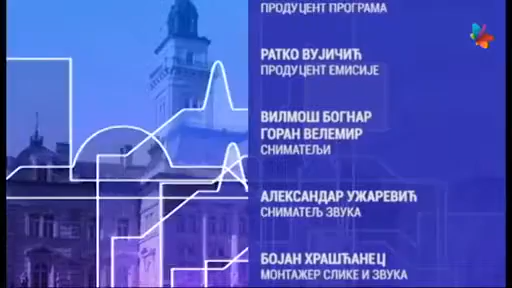 ПРОДУЦЕНТ ПРОГРАМА
РАТКО ВУЈИЧИЋ
ПРОДУЦЕНТ ЕМИСИЈЕ
ВИЛМОШ БОГНАР
ГОРАН ВЕЛЕМИР
СНИМАТЕЉИ
АЛЕКСАНДАР УЖАРЕВИЋ
СНИМАТЕЉ ЗВУКА
БОЈАН ХРАШЋАНЕЦ
МОНТАЖЕР СЛИКЕ И ЗВУКА